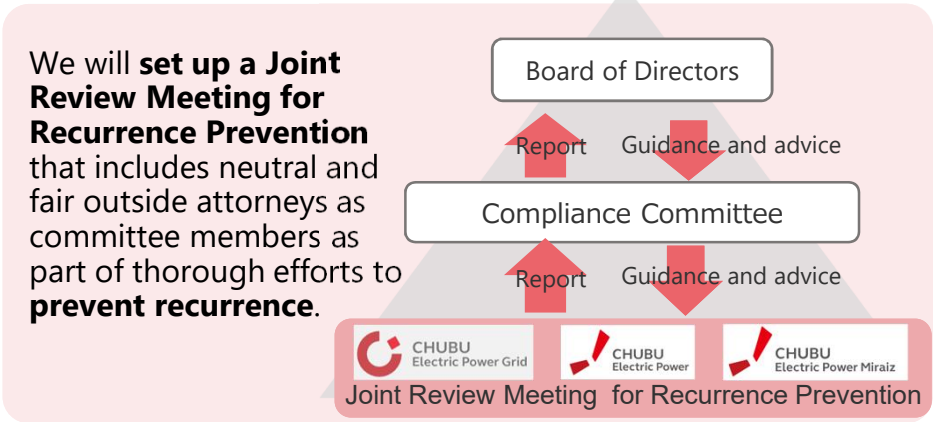 We will set up a Joint
Review Meeting for
Recurrence Prevention
that includes neutral and
fair outside attorneys as
committee members as
part of thorough efforts to
prevent recurrence.
Board of Directors
Report
Guidance and advice
Compliance Committee
Report
Guidance and advice
CHUBU
Electric Power Grid
CHUBU
Electric Power
CHUBU
Electric Power Miraiz
Joint Review Meeting for Recurrence Prevention